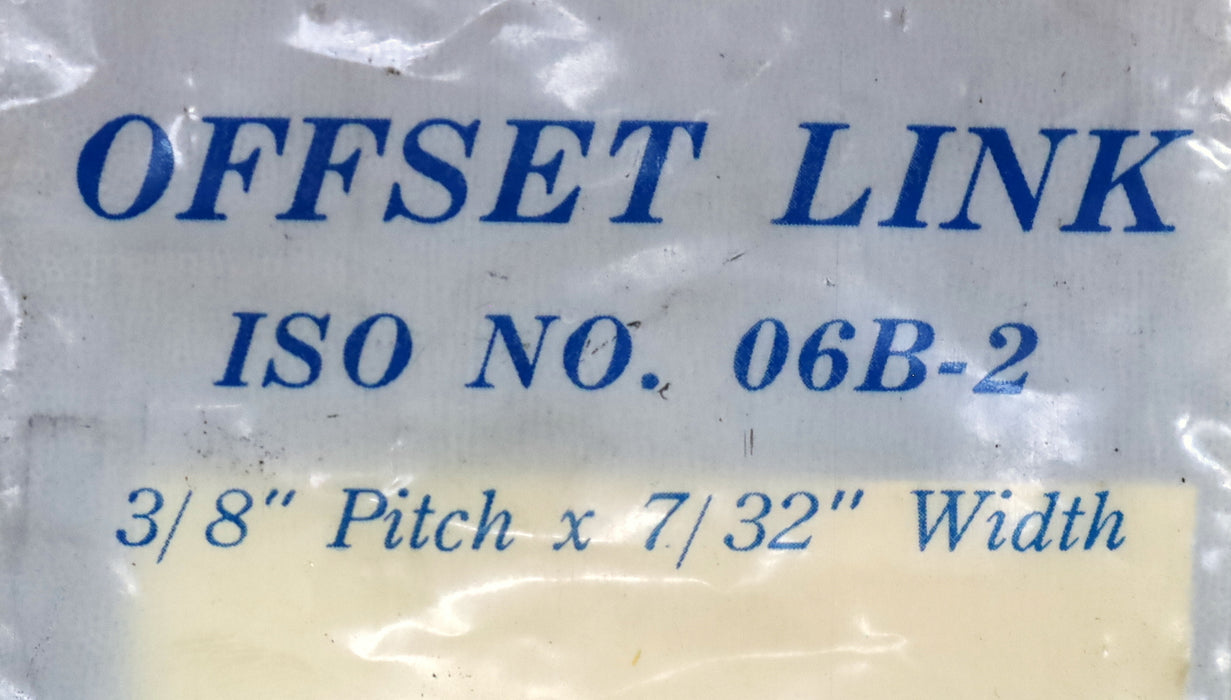 OFFSET LINK
ISO NO. 06B-2
3/8" Pitch x 7/32" Width